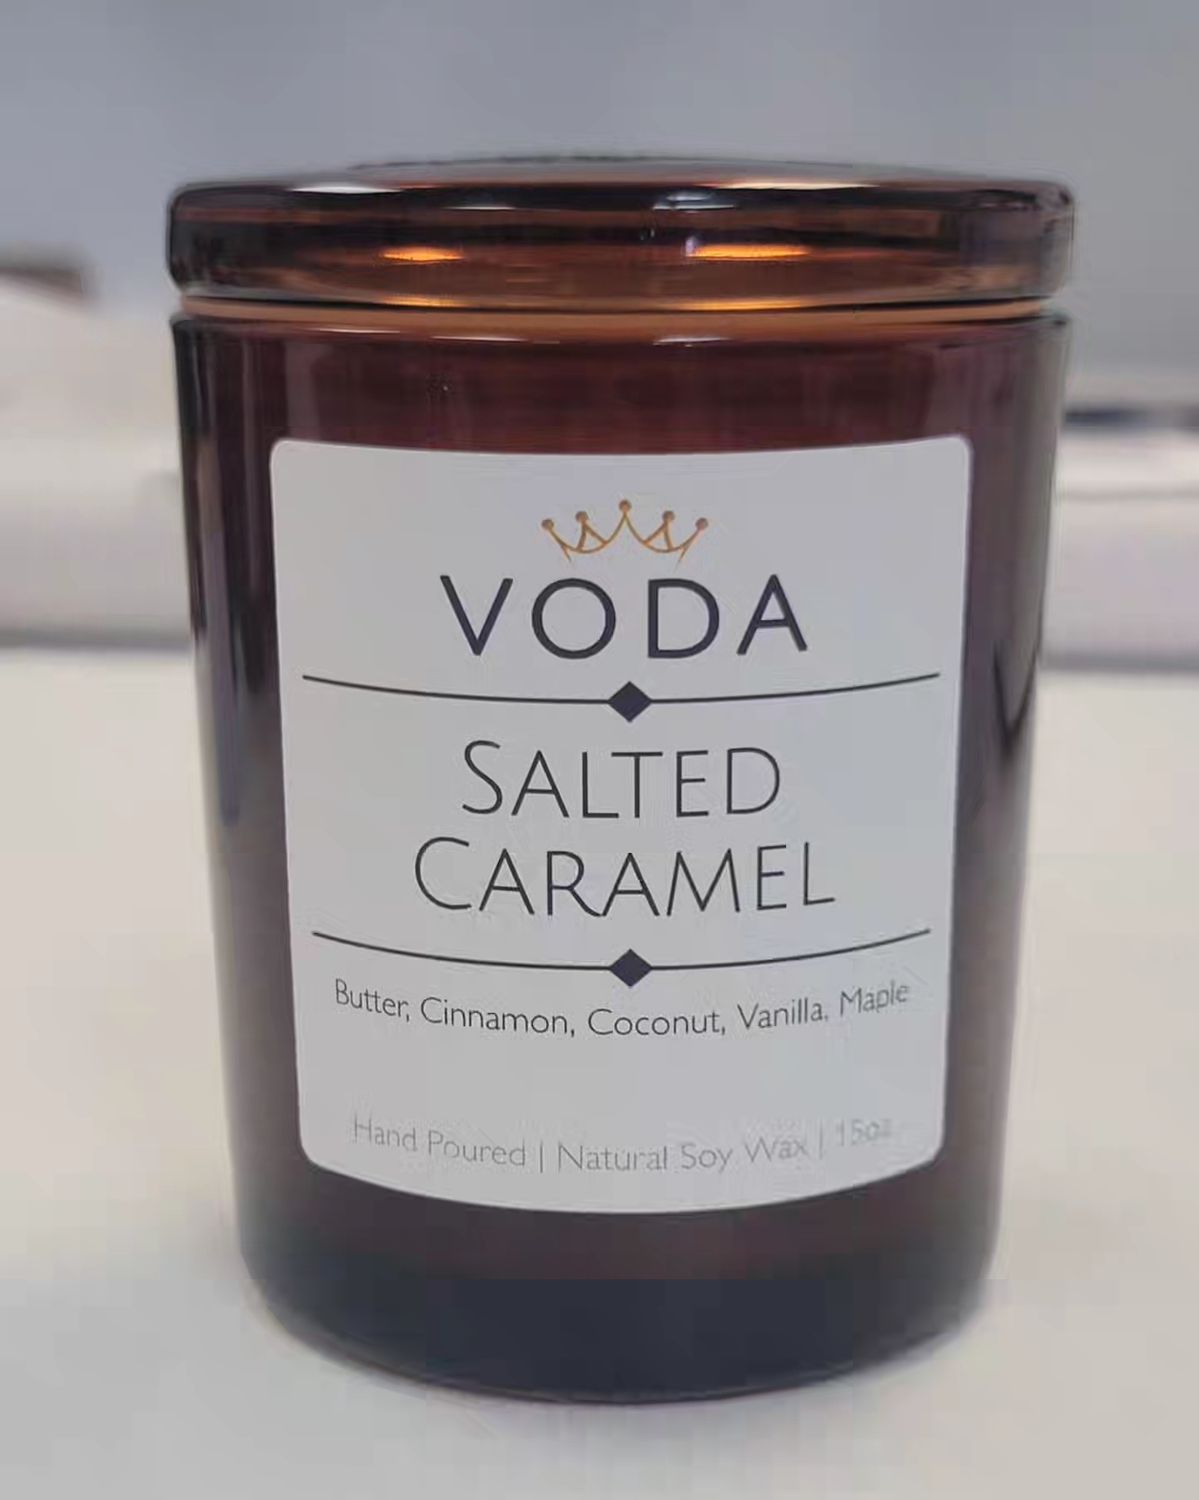 VODA
SALTED
CARAMEL
Butter, Cinnamon, Coconut, Vanilla, Maple
Hand Poured | Natural Soy Wax | 15oz